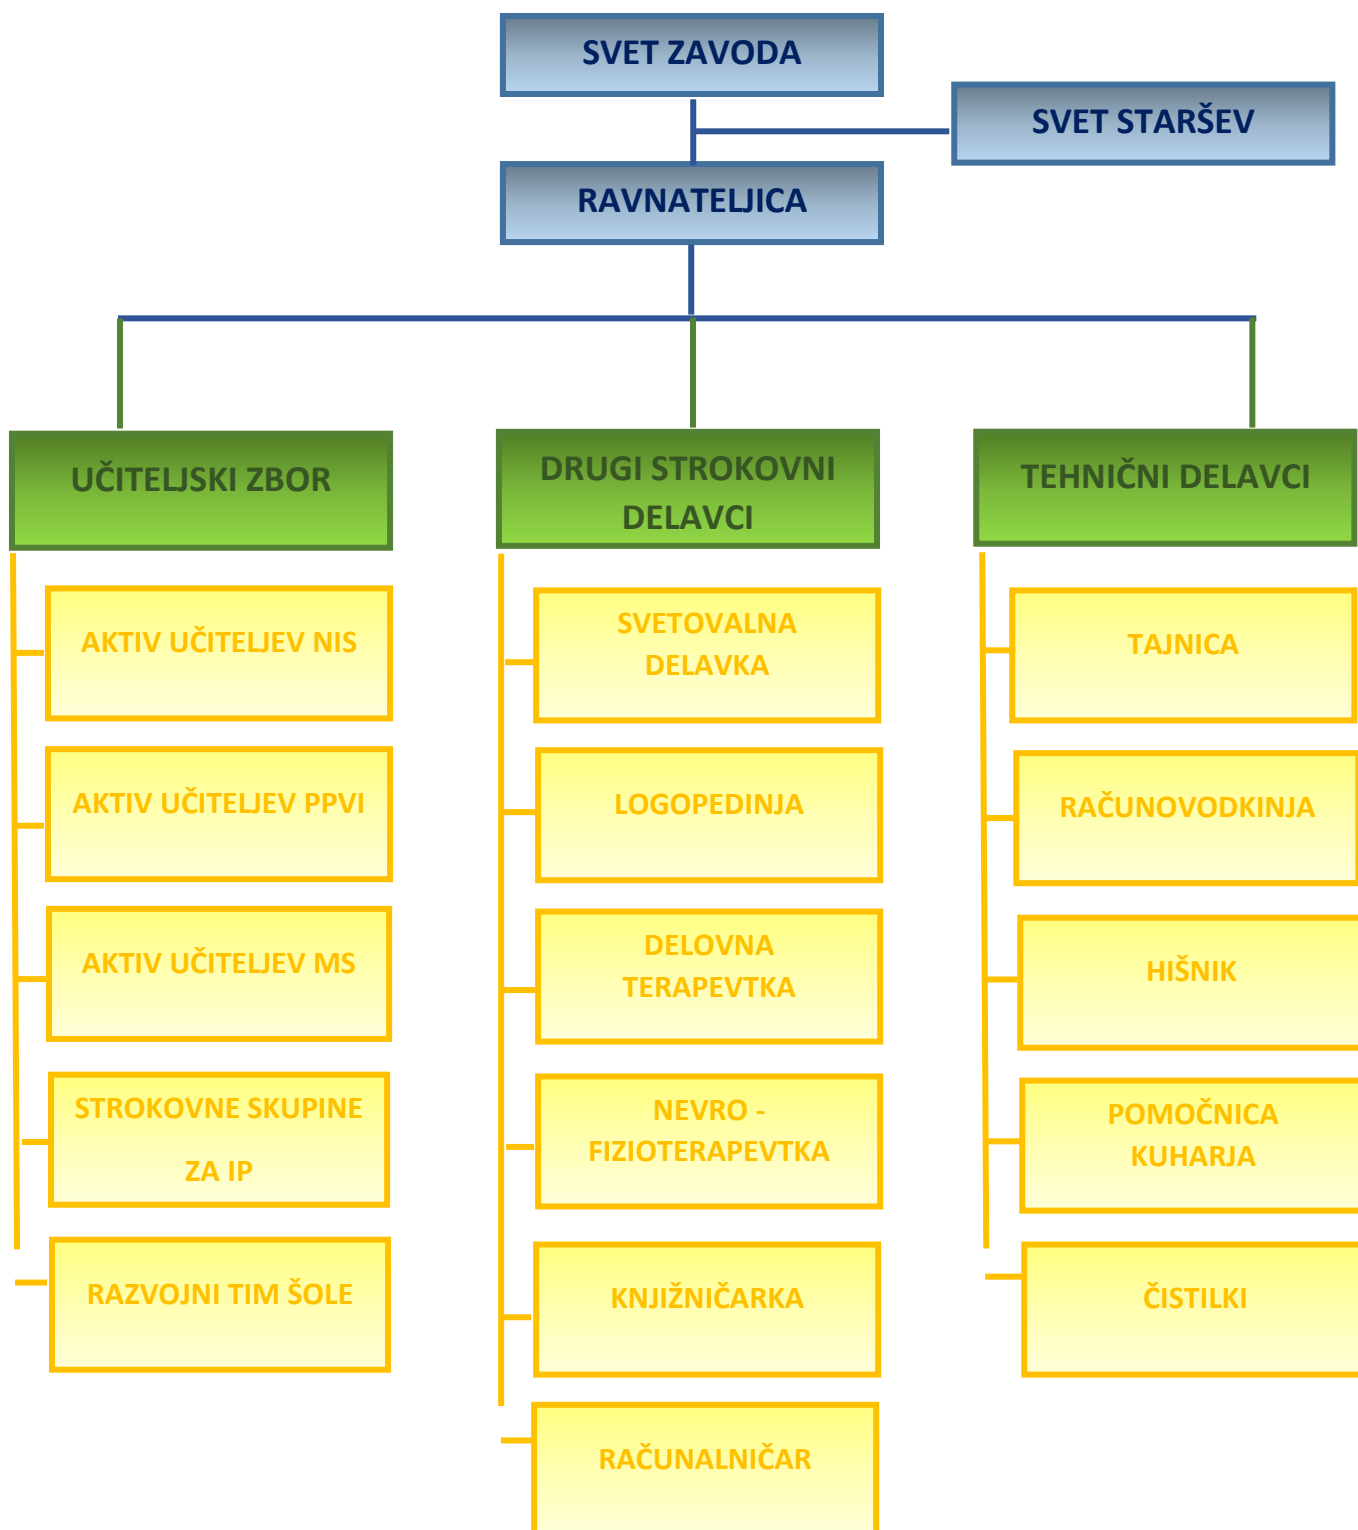 SVET ZAVODA
SVET STARŠEV
RAVNATELJICA
UČITELJSKI ZBOR
AKTIV UČITELJEV NIS
AKTIV UČITELJEV PPVI
AKTIV UČITELJEV MS
STROKOVNE SKUPINE
ZA IP
RAZVOJNI TIM ŠOLE
DRUGI STROKOVNI
DELAVCI
SVETOVALNA
DELAVKA
LOGOPEDINJA
DELOVNA
TERAPEVTKA
NEVRO -
FIZIOTERAPEVTKA
KNJIŽNIČARKA
RAČUNALNIČAR
TEHNIČNI DELAVCI
TAJNICA
RAČUNOVODKINJA
HIŠNIK
POMOČNICA
KUHARJA
ČISTILKI